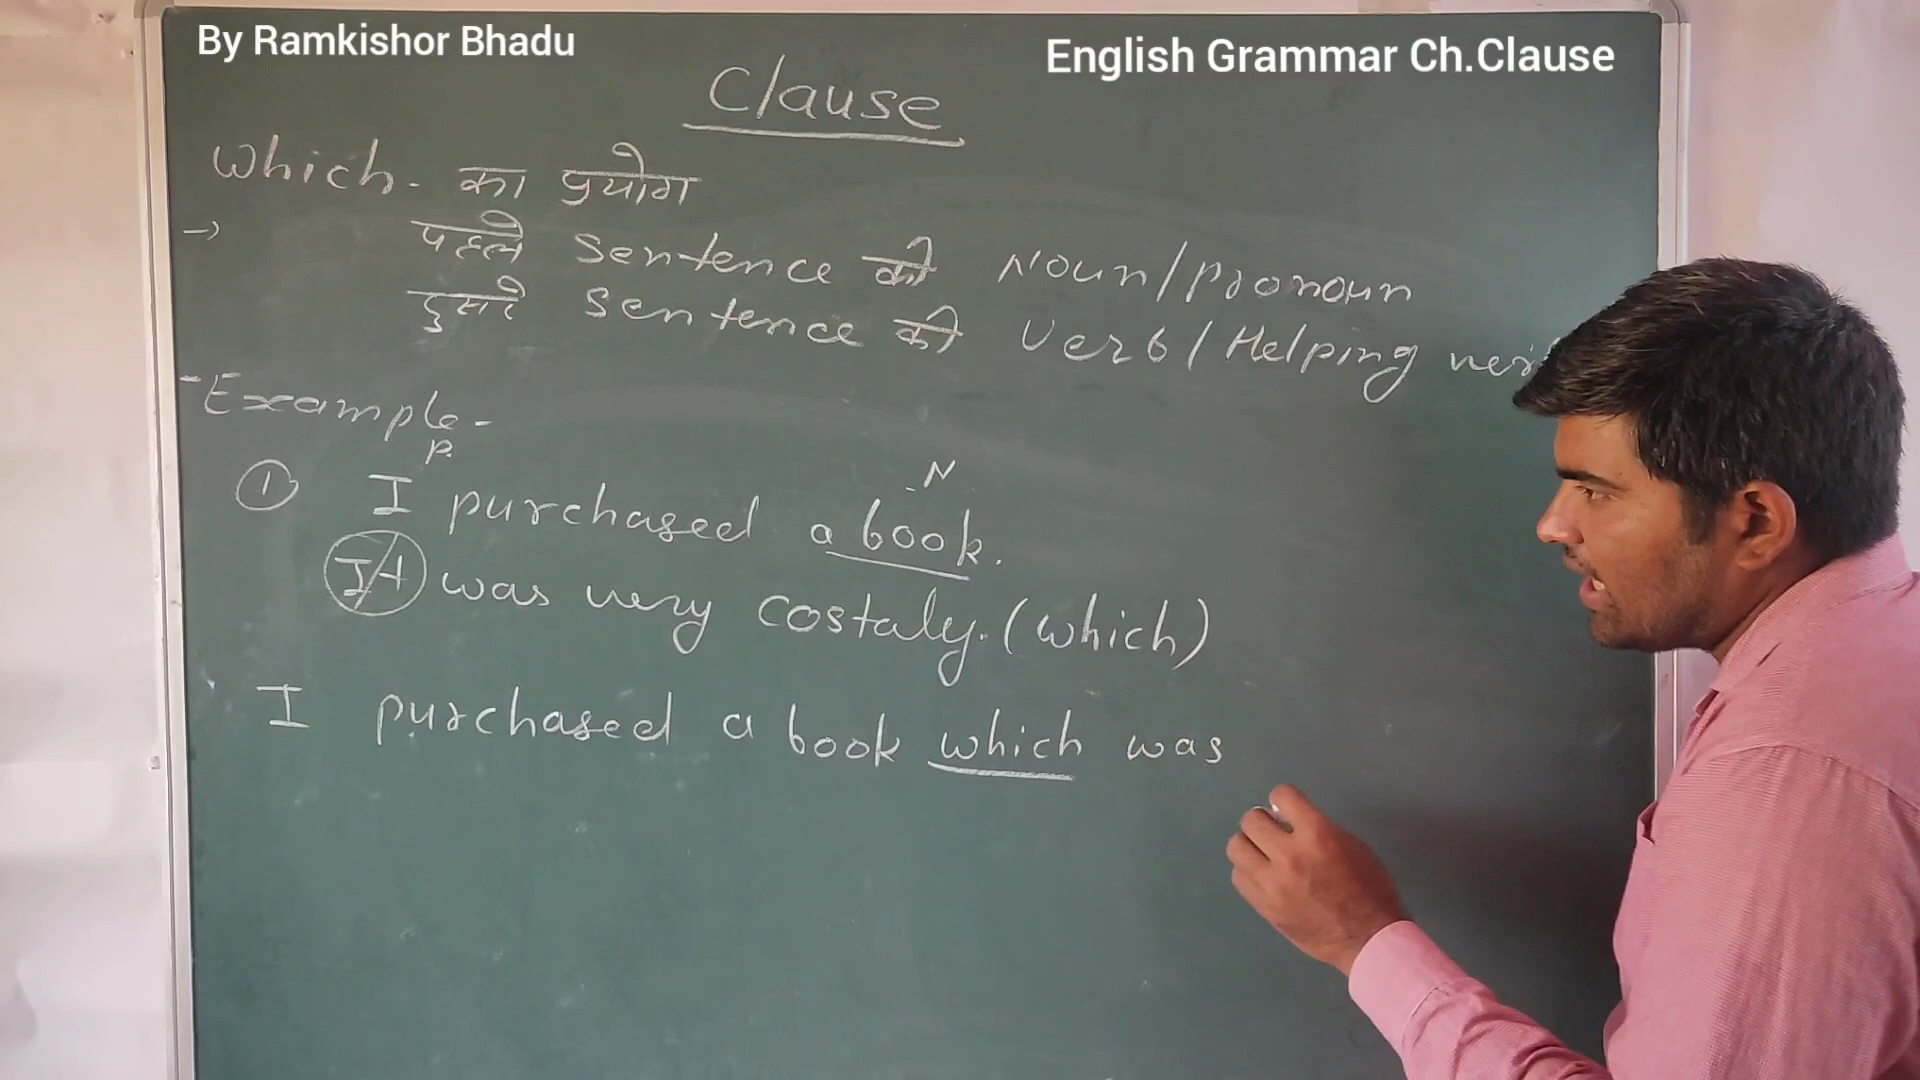 By Ramkishor Bhadu
English Grammar Ch.Clause
Clause
Which - का प्रयोग
→ पहले Sentence की Noun/Pronoun
दुसरे Sentence की Verb/Helping ver
- Example -
P.
N
① I purchased a book.
It was very costaly. (which)
I purchased a book which was